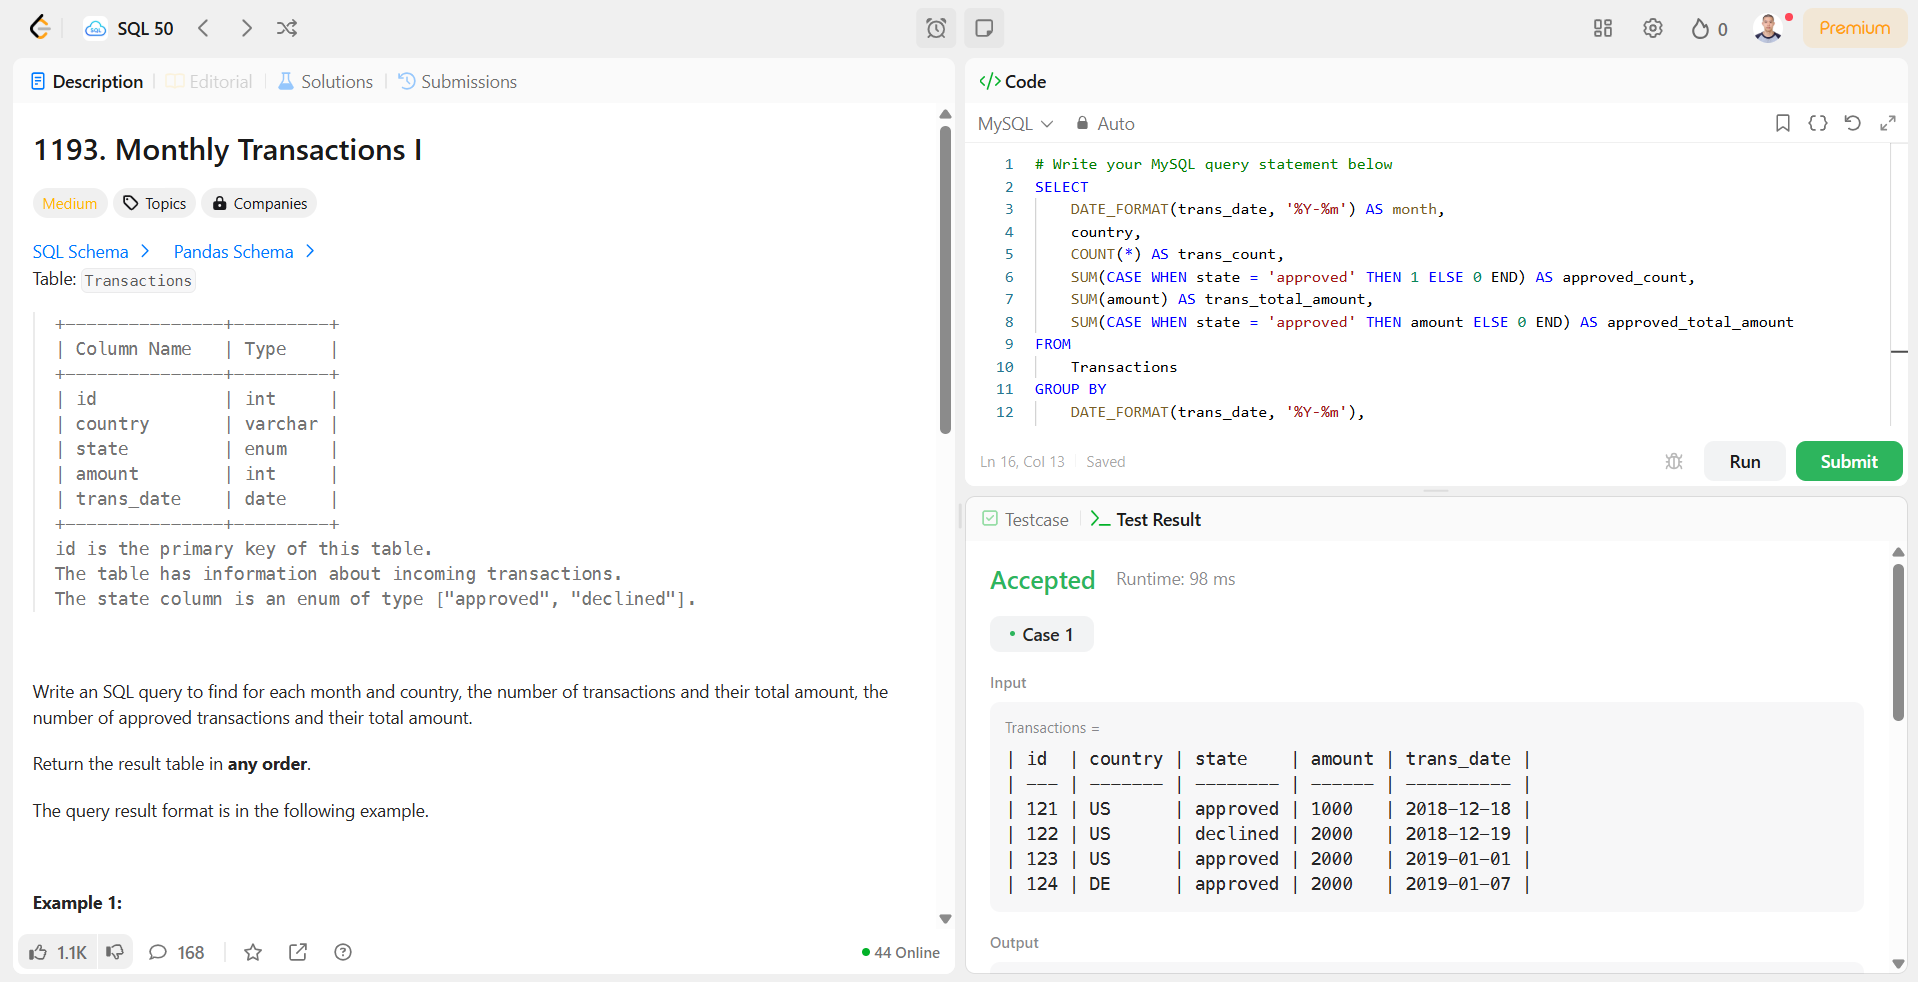 SQL 50
0
Premium
Description
Editorial
Solutions
Submissions
1193. Monthly Transactions I
Medium
Topics
Companies
SQL Schema
Pandas Schema
Table: Transactions
+---------------+---------+
| Column Name   | Type    |
+---------------+---------+
| id            | int     |
| country       | varchar |
| state         | enum    |
| amount        | int     |
| trans_date    | date    |
+---------------+---------+
id is the primary key of this table.
The table has information about incoming transactions.
The state column is an enum of type ["approved", "declined"].
Write an SQL query to find for each month and country, the number of transactions and their total amount, the
number of approved transactions and their total amount.
Return the result table in any order.
The query result format is in the following example.
Example 1:
1.1K
168
44 Online
</> Code
MySQL
Auto
1 # Write your MySQL query statement below
2 SELECT
3     DATE_FORMAT(trans_date, '%Y-%m') AS month,
4     country,
5     COUNT(*) AS trans_count,
6     SUM(CASE WHEN state = 'approved' THEN 1 ELSE 0 END) AS approved_count,
7     SUM(amount) AS trans_total_amount,
8     SUM(CASE WHEN state = 'approved' THEN amount ELSE 0 END) AS approved_total_amount
9 FROM
10     Transactions
11 GROUP BY
12     DATE_FORMAT(trans_date, '%Y-%m'),
Ln 16, Col 13
Saved
Run
Submit
Testcase
Test Result
Accepted
Runtime: 98 ms
Case 1
Input
Transactions =
| id  | country | state    | amount | trans_date |
| --- | ------- | -------- | ------ | ---------- |
| 121 | US      | approved | 1000   | 2018-12-18 |
| 122 | US      | declined | 2000   | 2018-12-19 |
| 123 | US      | approved | 2000   | 2019-01-01 |
| 124 | DE      | approved | 2000   | 2019-01-07 |
Output